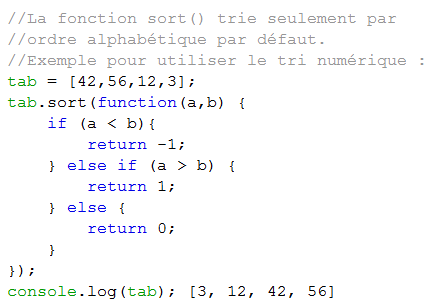 //La fonction sort() trie seulement par
//ordre alphabétique par défaut.
//Exemple pour utiliser le tri numérique :
tab = [42,56,12,3];
tab.sort(function(a,b) {
    if (a < b){
        return -1;
    } else if (a > b) {
        return 1;
    } else {
        return 0;
    }
});
console.log(tab); [3, 12, 42, 56]